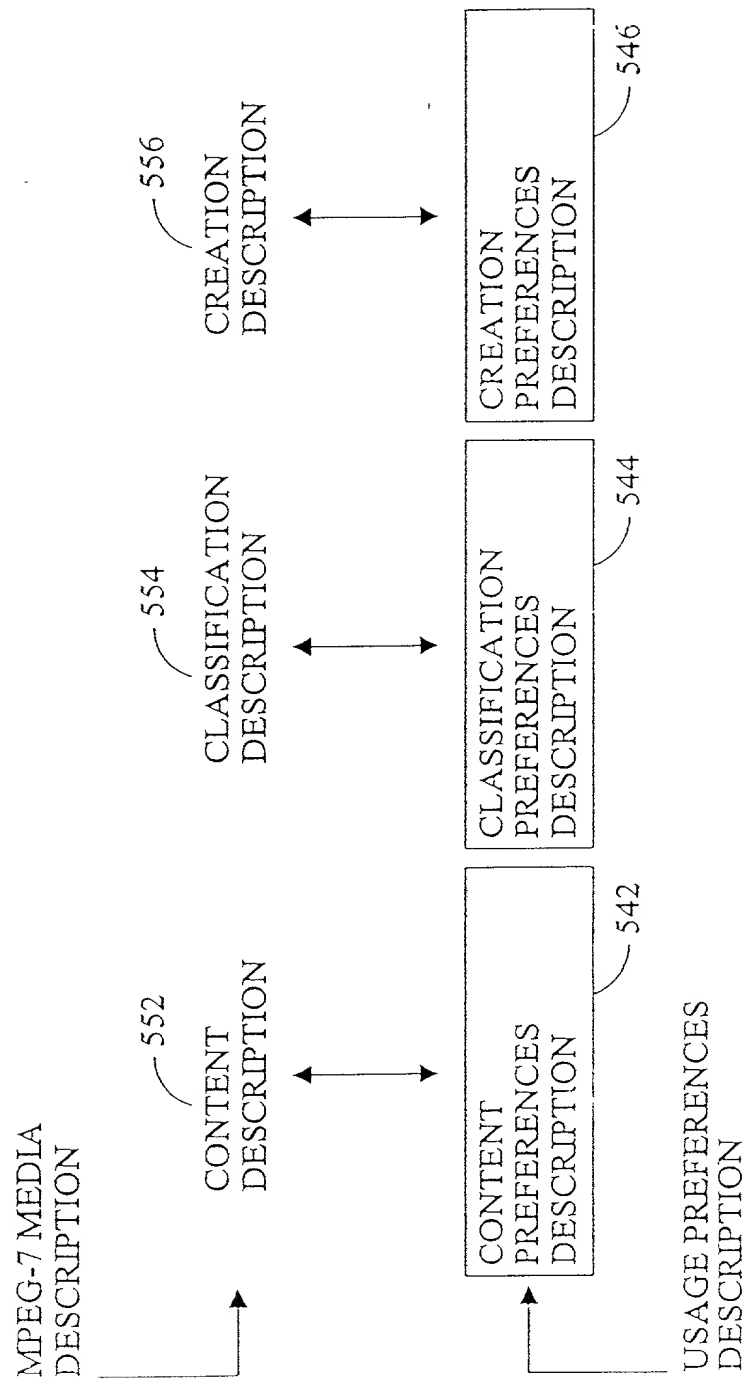 MPEG-7 MEDIA
DESCRIPTION
552
CONTENT
DESCRIPTION
554
CLASSIFICATION
DESCRIPTION
556
CREATION
DESCRIPTION
CONTENT
PREFERENCES
DESCRIPTION
542
CLASSIFICATION
PREFERENCES
DESCRIPTION
544
CREATION
PREFERENCES
DESCRIPTION
546
USAGE PREFERENCES
DESCRIPTION